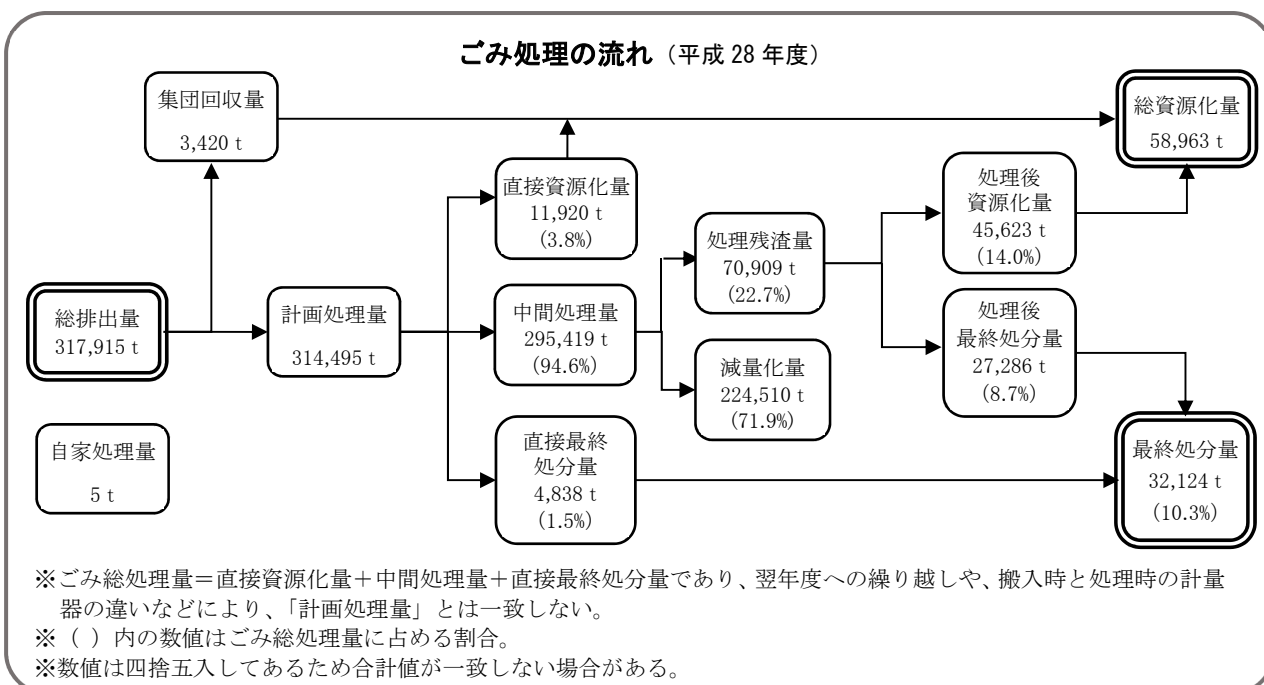 ごみ処理の流れ（平成 28 年度）
集団回収量
3,420 t
総資源化量
58,963 t
直接資源化量
11,920 t
(3.8%)
処理後
資源化量
45,623 t
(14.0%)
処理残渣量
70,909 t
(22.7%)
総排出量
317,915 t
計画処理量
314,495 t
中間処理量
295,419 t
(94.6%)
処理後
最終処分量
27,286 t
(8.7%)
減量化量
224,510 t
(71.9%)
自家処理量
5 t
直接最終
処分量
4,838 t
(1.5%)
最終処分量
32,124 t
(10.3%)
※ごみ総処理量＝直接資源化量＋中間処理量＋直接最終処分量であり、翌年度への繰り越しや、搬入時と処理時の計量
器の違いなどにより、「計画処理量」とは一致しない。
※（ ）内の数値はごみ総処理量に占める割合。
※数値は四捨五入してあるため合計値が一致しない場合がある。